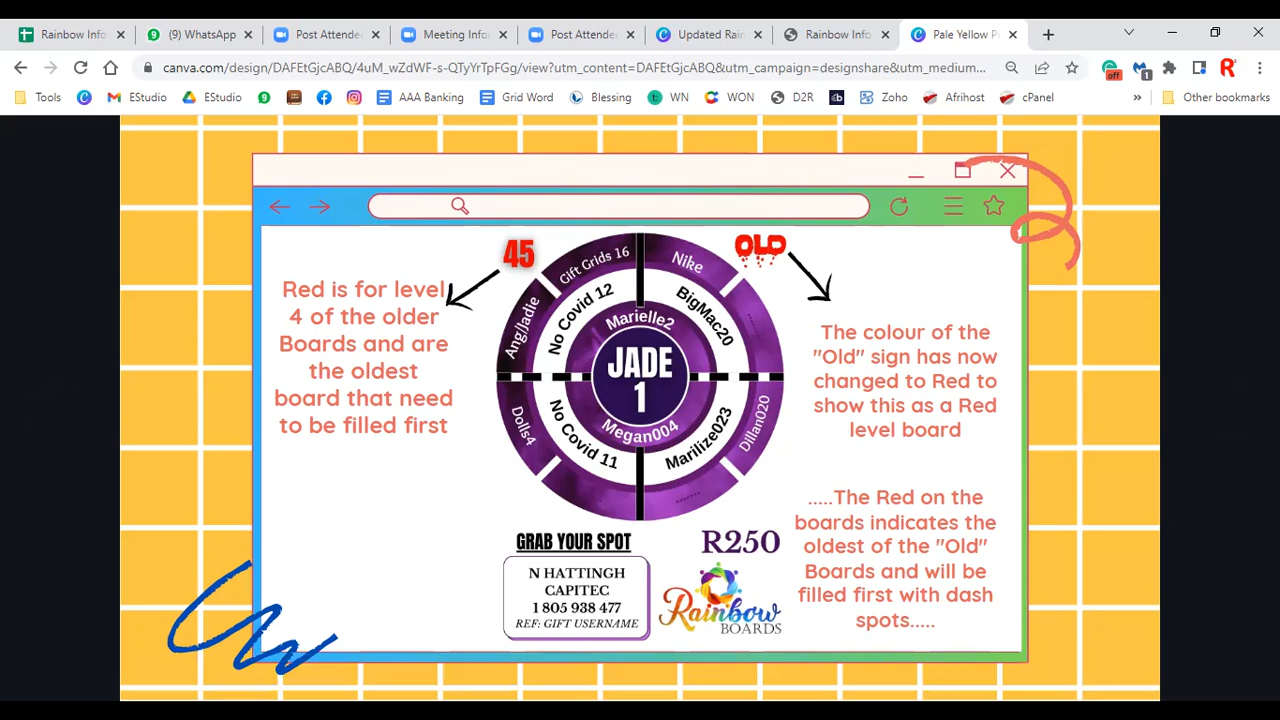 Rainbow Info
(9) WhatsApp
Post Attende
Meeting Info
Post Attende
Updated Rain
Rainbow Info
Pale Yellow P
canva.com/design/DAFEtGjcABQ/4uM_wZdWF-s-QTyYrTpFGg/view?utm_content=DAFEtGjcABQ&utm_campaign=designshare&utm_medium...
off
1
R
Tools
EStudio
EStudio
9
AAA Banking
Grid Word
Blessing
WN
WON
D2R
Zoho
Afrihost
cPanel
»
Other bookmarks
45
OLD
Red is for level
4 of the older
Boards and are
the oldest
board that need
to be filled first
Gift Grids 16
Nike
Ang/Jadie
No Covid 12
BigMac20
Marielle2
JADE
1
Megan004
Dolls4
No Covid 11
Marilize023
Dillan020
The colour of the
"Old" sign has now
changed to Red to
show this as a Red
level board
.....The Red on the
boards indicates the
oldest of the "Old"
Boards and will be
filled first with dash
spots.....
GRAB YOUR SPOT
R250
N HATTINGH
CAPITEC
1 805 938 477
REF: GIFT USERNAME
Rainbow
BOARDS